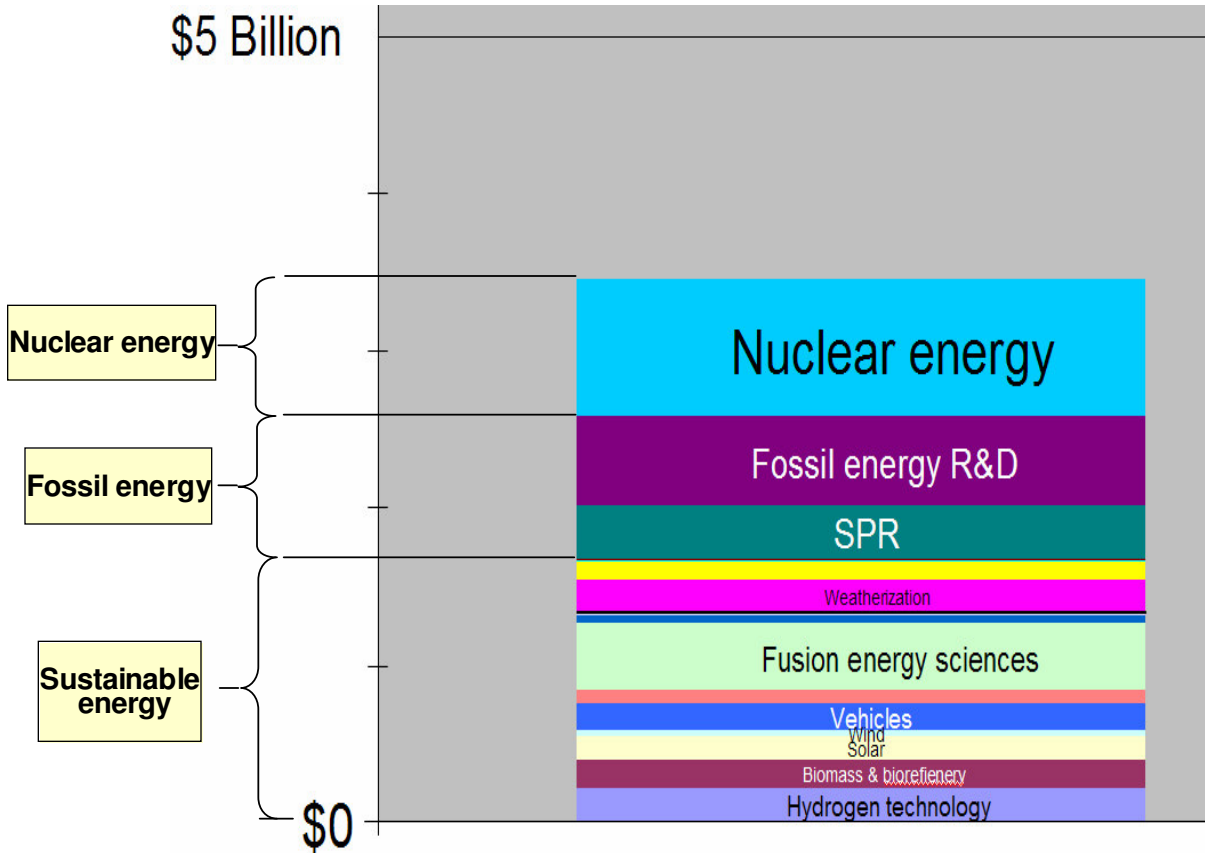 $5 Billion
Nuclear energy
Nuclear energy
Fossil energy R&D
Fossil energy
SPR
Weatherization
Fusion energy sciences
Sustainable
energy
Vehicles
Wind
Solar
Biomass & biorefienery
Hydrogen technology
$0